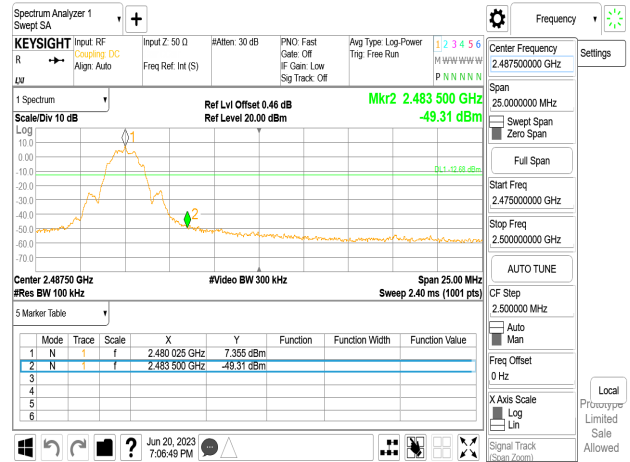 Spectrum Analyzer 1
Swept SA
Frequency
KEYSIGHT
R
Input: RF
Coupling: DC
Align: Auto
Input Z: 50 Ω
Freq Ref: Int (S)
#Atten: 30 dB
PNO: Fast
Gate: Off
IF Gain: Low
Sig Track: Off
Avg Type: Log-Power
Trig: Free Run
1 2 3 4 5 6
M W W W W W
P N N N N N
1 Spectrum
Scale/Div 10 dB
Ref Lvl Offset 0.46 dB
Ref Level 20.00 dBm
Mkr2 2.483 500 GHz
-49.31 dBm
Log
10.0
0.00
-10.0
-20.0
-30.0
-40.0
-50.0
-60.0
-70.0
1
2
DL1 -12.68 dBm
Center 2.48750 GHz
#Res BW 100 kHz
#Video BW 300 kHz
Span 25.00 MHz
Sweep 2.40 ms (1001 pts)
5 Marker Table
Mode Trace Scale X Y Function Function Width Function Value
1 N 1 f 2.480 025 GHz 7.355 dBm
2 N 1 f 2.483 500 GHz -49.31 dBm
3
4
5
6
Jun 20, 2023
7:06:49 PM
Center Frequency
2.487500000 GHz
Span
25.0000000 MHz
Swept Span
Zero Span
Full Span
Start Freq
2.475000000 GHz
Stop Freq
2.500000000 GHz
AUTO TUNE
CF Step
2.500000 MHz
Auto
Man
Freq Offset
0 Hz
X Axis Scale
Log
Lin
Signal Track
(Span Zoom)
Settings
Local
Prototype
Limited
Sale
Allowed